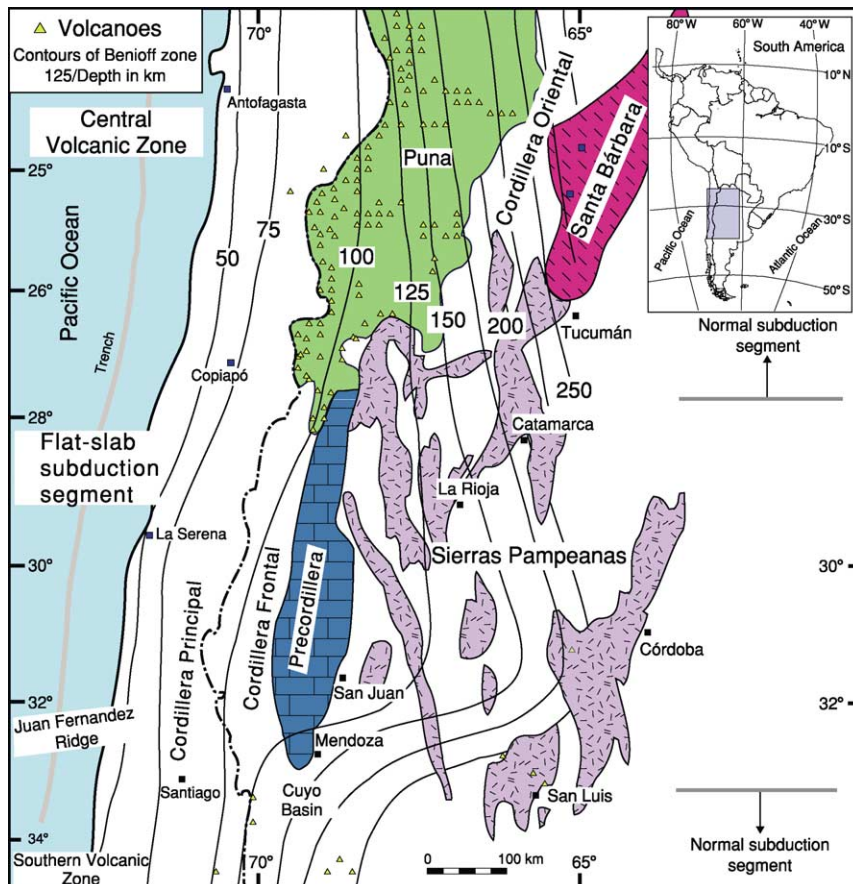 Volcanoes
Contours of Benioff zone
125/Depth in km
70°
65°
80°W
60°W
40°W
South America
10°N
10°S
30°S
50°S
Pacific Ocean
Atlantic Ocean
Antofagasta
Central
Volcanic Zone
Puna
Cordillera Oriental
Santa Bárbara
25°
Pacific Ocean
75
50
100
125
150
200
250
26°
Trench
Tucumán
Normal subduction
segment
Copiapó
28°
Catamarca
Flat-slab
subduction
segment
La Rioja
La Serena
Sierras Pampeanas
30°
30°
Cordillera Principal
Cordillera Frontal
Precordillera
Córdoba
San Juan
32°
32°
Juan Fernandez
Ridge
Mendoza
Santiago
Cuyo
Basin
San Luis
34°
Southern Volcanic
Zone
70°
0
100 km
65°
Normal subduction
segment